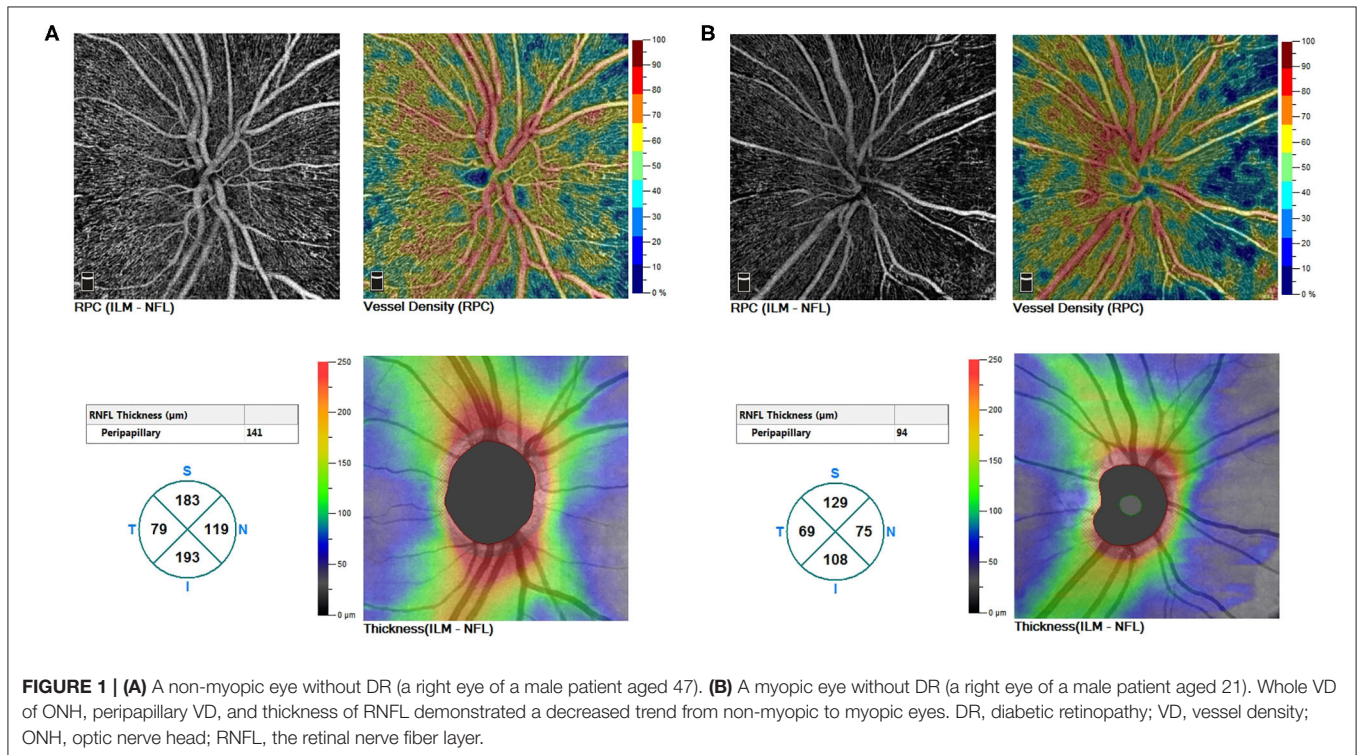 A
B
100
90
80
70
60
50
40
30
20
10
0 %
100
90
80
70
60
50
40
30
20
10
0 %
RPC (ILM - NFL)
Vessel Density (RPC)
RPC (ILM - NFL)
Vessel Density (RPC)
RNFL Thickness (µm)
Peripapillary 141
S
183
T 79 119 N
193
I
250
200
150
100
50
0 µm
Thickness(ILM - NFL)
RNFL Thickness (µm)
Peripapillary 94
S
129
T 69 75 N
108
I
250
200
150
100
50
0 µm
Thickness(ILM - NFL)
FIGURE 1 | (A) A non-myopic eye without DR (a right eye of a male patient aged 47). (B) A myopic eye without DR (a right eye of a male patient aged 21). Whole VD
of ONH, peripapillary VD, and thickness of RNFL demonstrated a decreased trend from non-myopic to myopic eyes. DR, diabetic retinopathy; VD, vessel density;
ONH, optic nerve head; RNFL, the retinal nerve fiber layer.